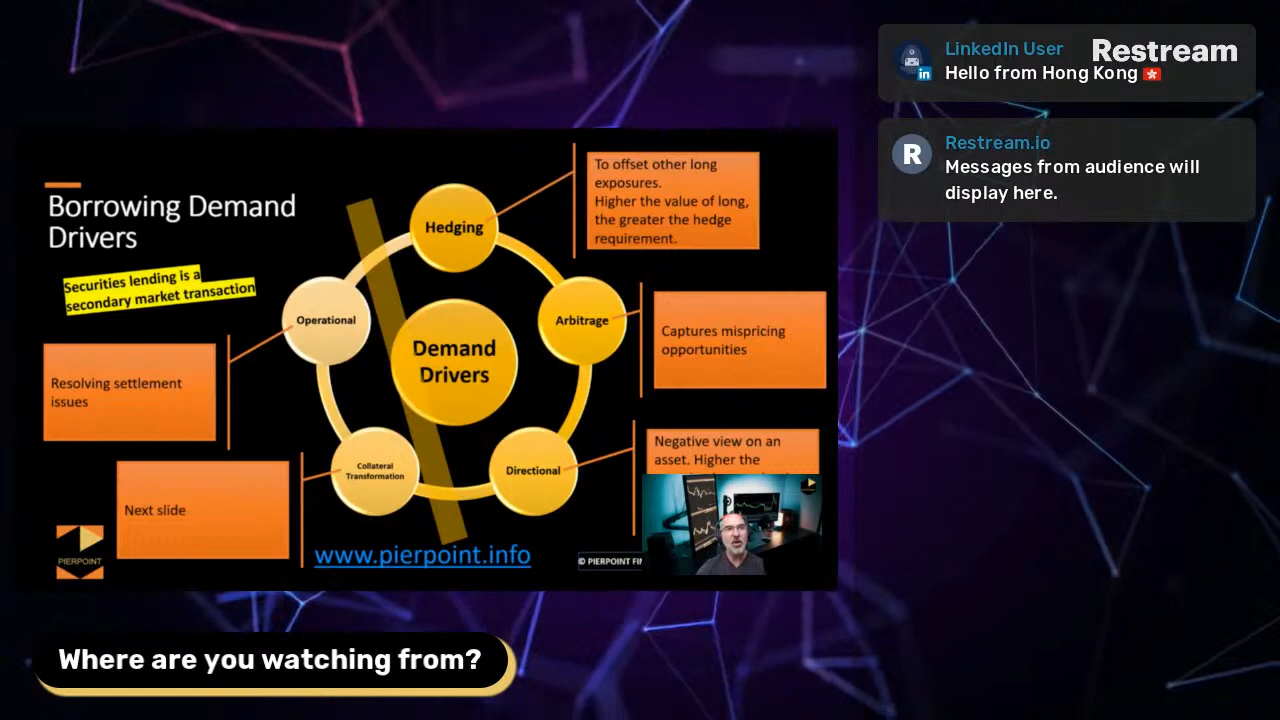 LinkedIn User
Restream
Hello from Hong Kong
Restream.io
R
Messages from audience will
display here.
Borrowing Demand
Drivers
Securities lending is a
secondary market transaction
Hedging
To offset other long
exposures.
Higher the value of long,
the greater the hedge
requirement.
Operational
Arbitrage
Captures mispricing
opportunities
Demand
Drivers
Resolving settlement
issues
Collateral
Transformation
Directional
Negative view on an
asset. Higher the
Next slide
PIERPOINT
www.pierpoint.info
© PIERPOINT FI
Where are you watching from?